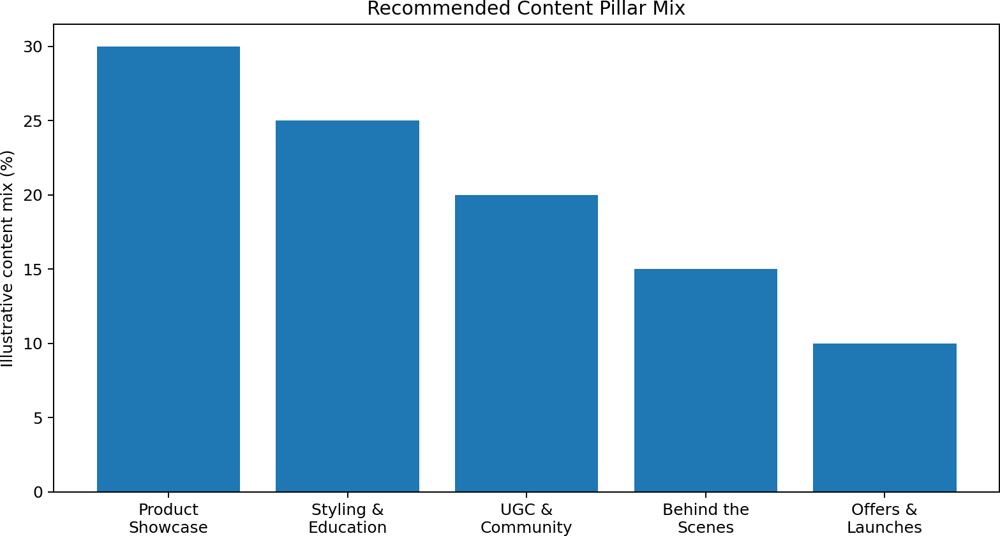 Recommended Content Pillar Mix
Illustrative content mix (%)
30
25
20
15
10
5
0
Product
Showcase
Styling &
Education
UGC &
Community
Behind the
Scenes
Offers &
Launches